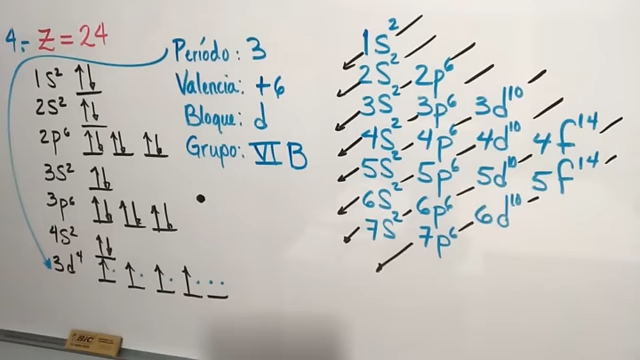 4.- Z = 24
Período: 3
Valencia: +6
Bloque: d
Grupo: VI B
1s² ↑↓
2s² ↑↓
2p⁶ ↑↓ ↑↓ ↑↓
3s² ↑↓
3p⁶ ↑↓ ↑↓ ↑↓
4s² ↑↓
3d⁴ ↑ ↑ ↑ ↑ _
1s²
2s² 2p⁶
3s² 3p⁶ 3d¹⁰
4s² 4p⁶ 4d¹⁰ 4f¹⁴
5s² 5p⁶ 5d¹⁰ 5f¹⁴
6s² 6p⁶ 6d¹⁰
7s² 7p⁶
BIC